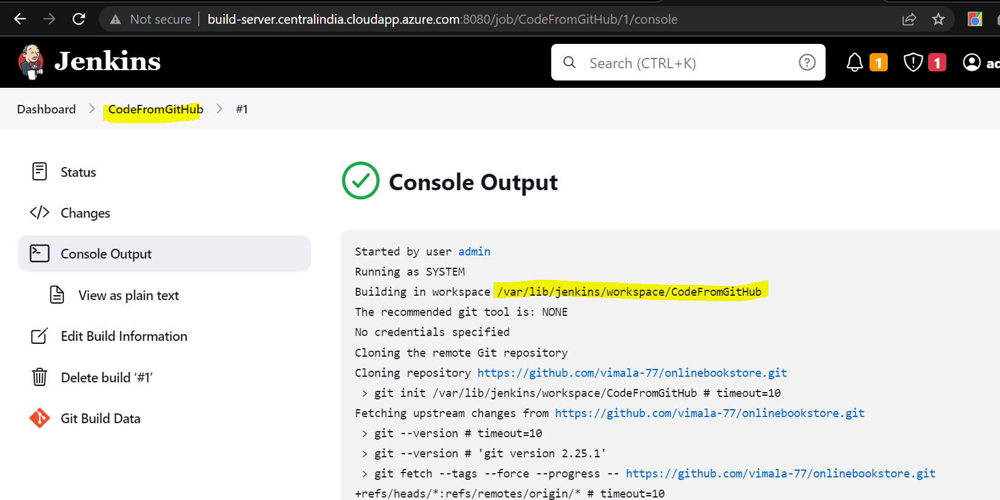 Not secure | build-server.centralindia.cloudapp.azure.com:8080/job/CodeFromGitHub/1/console
Jenkins
Search (CTRL+K)
?
1
1
Dashboard > CodeFromGitHub > #1
Status
Changes
Console Output
View as plain text
Edit Build Information
Delete build ‘#1’
Git Build Data
Console Output
Started by user admin
Running as SYSTEM
Building in workspace /var/lib/jenkins/workspace/CodeFromGitHub
The recommended git tool is: NONE
No credentials specified
Cloning the remote Git repository
Cloning repository https://github.com/vimala-77/onlinebookstore.git
> git init /var/lib/jenkins/workspace/CodeFromGitHub # timeout=10
Fetching upstream changes from https://github.com/vimala-77/onlinebookstore.git
> git --version # timeout=10
> git --version # 'git version 2.25.1'
> git fetch --tags --force --progress -- https://github.com/vimala-77/onlinebookstore.git
+refs/heads/*:refs/remotes/origin/* # timeout=10